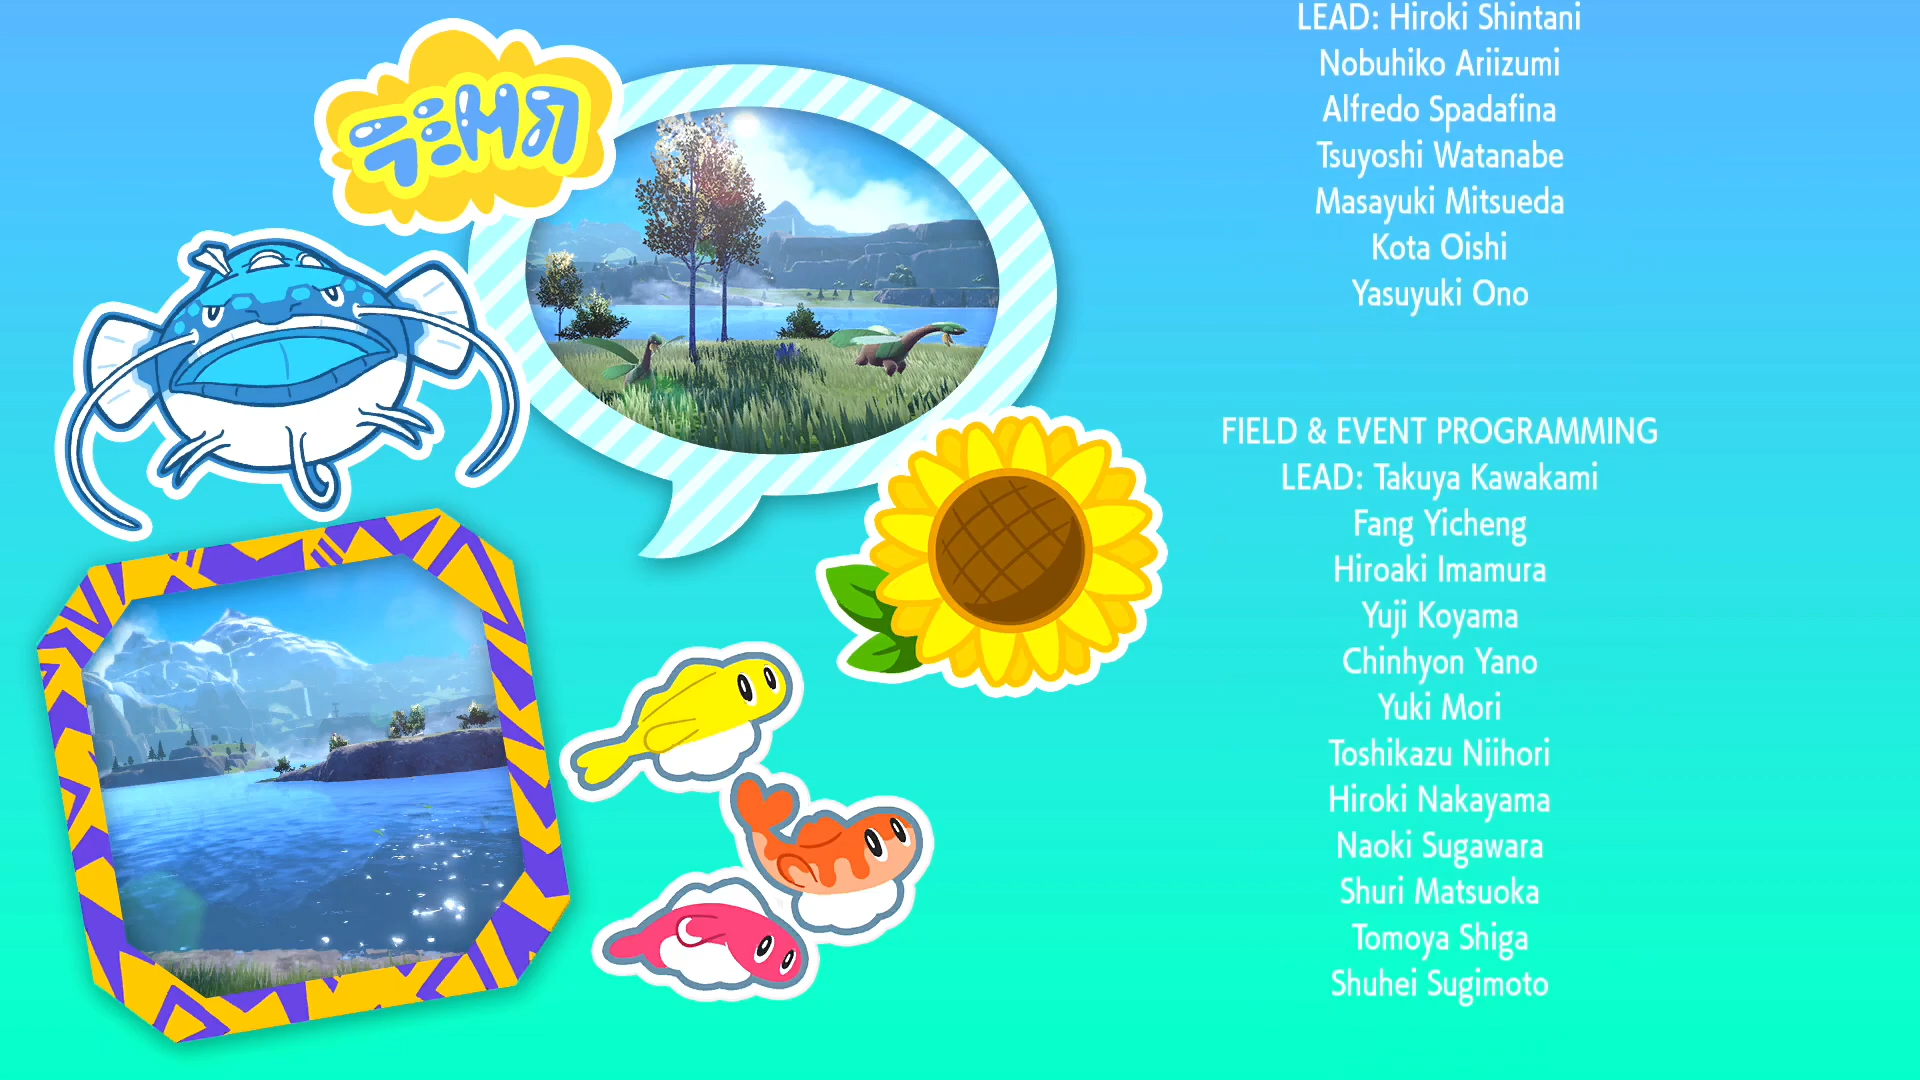 LEAD: Hiroki Shintani
Nobuhiko Ariizumi
Alfredo Spadafina
Tsuyoshi Watanabe
Masayuki Mitsueda
Kota Oishi
Yasuyuki Ono
FIELD & EVENT PROGRAMMING
LEAD: Takuya Kawakami
Fang Yicheng
Hiroaki Imamura
Yuji Koyama
Chinhyon Yano
Yuki Mori
Toshikazu Niihori
Hiroki Nakayama
Naoki Sugawara
Shuri Matsuoka
Tomoya Shiga
Shuhei Sugimoto